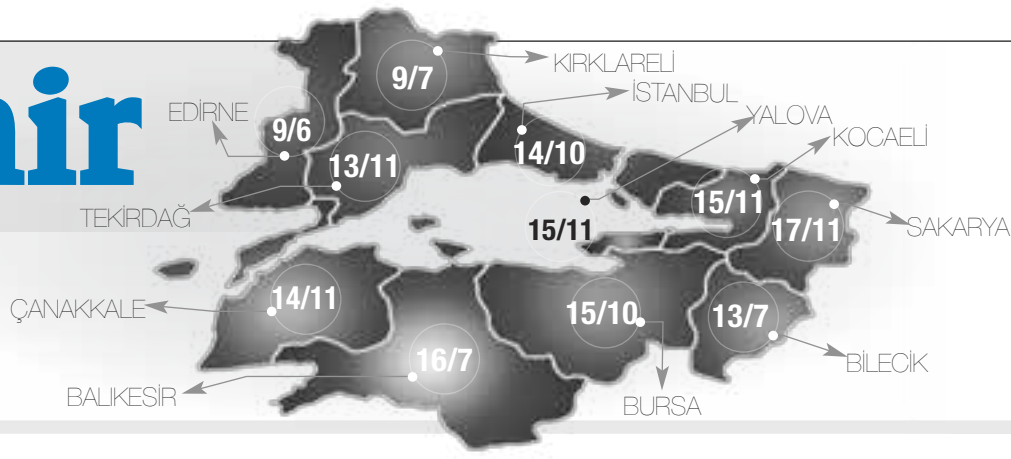 nir
KIRKLARELİ
9/7
İSTANBUL
EDİRNE
9/6
YALOVA
KOCAELİ
13/11
14/10
15/11
TEKİRDAĞ
15/11
17/11
SAKARYA
ÇANAKKALE
14/11
15/10
13/7
16/7
BİLECİK
BALIKESİR
BURSA